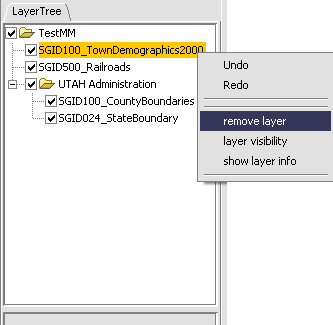 LayerTree
TestMM
SGID100_TownDemographics2000
SGID500_Railroads
UTAH Administration
SGID100_CountyBoundaries
SGID024_StateBoundary
Undo
Redo
remove layer
layer visibility
show layer info